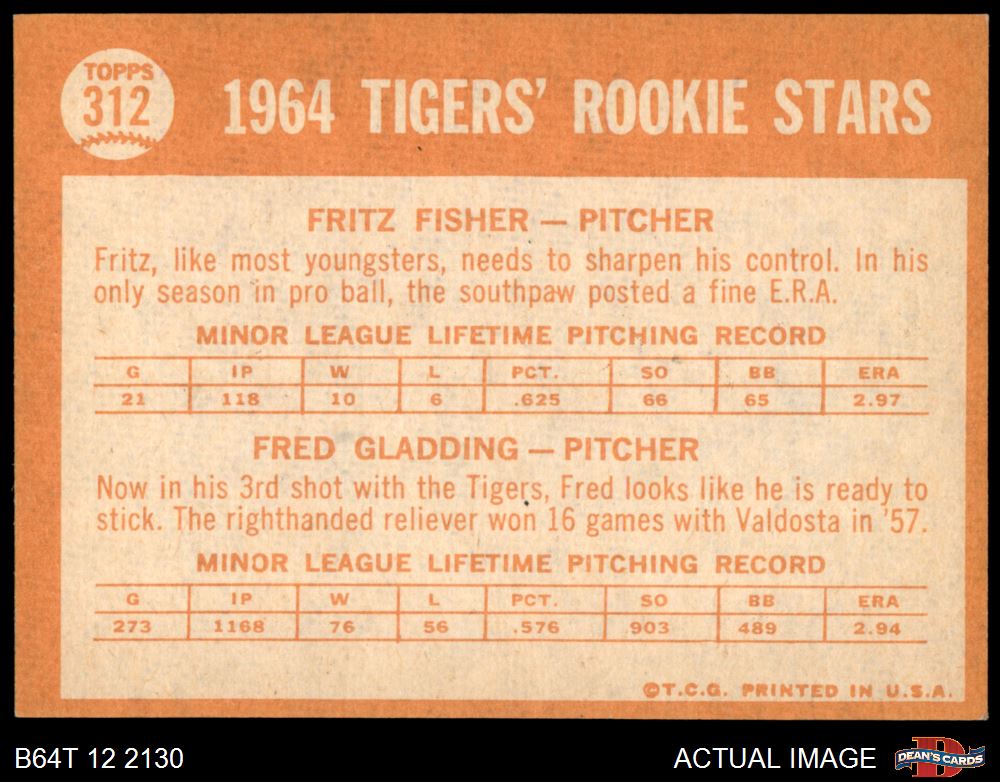 TOPPS
312
1964 TIGERS' ROOKIE STARS
FRITZ FISHER — PITCHER
Fritz, like most youngsters, needs to sharpen his control. In his
only season in pro ball, the southpaw posted a fine E.R.A.
MINOR LEAGUE LIFETIME PITCHING RECORD
G IP W L PCT. SO BB ERA
21 118 10 6 .625 66 65 2.97
FRED GLADDING — PITCHER
Now in his 3rd shot with the Tigers, Fred looks like he is ready to
stick. The righthanded reliever won 16 games with Valdosta in '57.
MINOR LEAGUE LIFETIME PITCHING RECORD
G IP W L PCT. SO BB ERA
273 1168 76 56 .576 903 489 2.94
©T.C.G. PRINTED IN U.S.A.
B64T 12 2130
ACTUAL IMAGE
D
DEAN'S CARDS